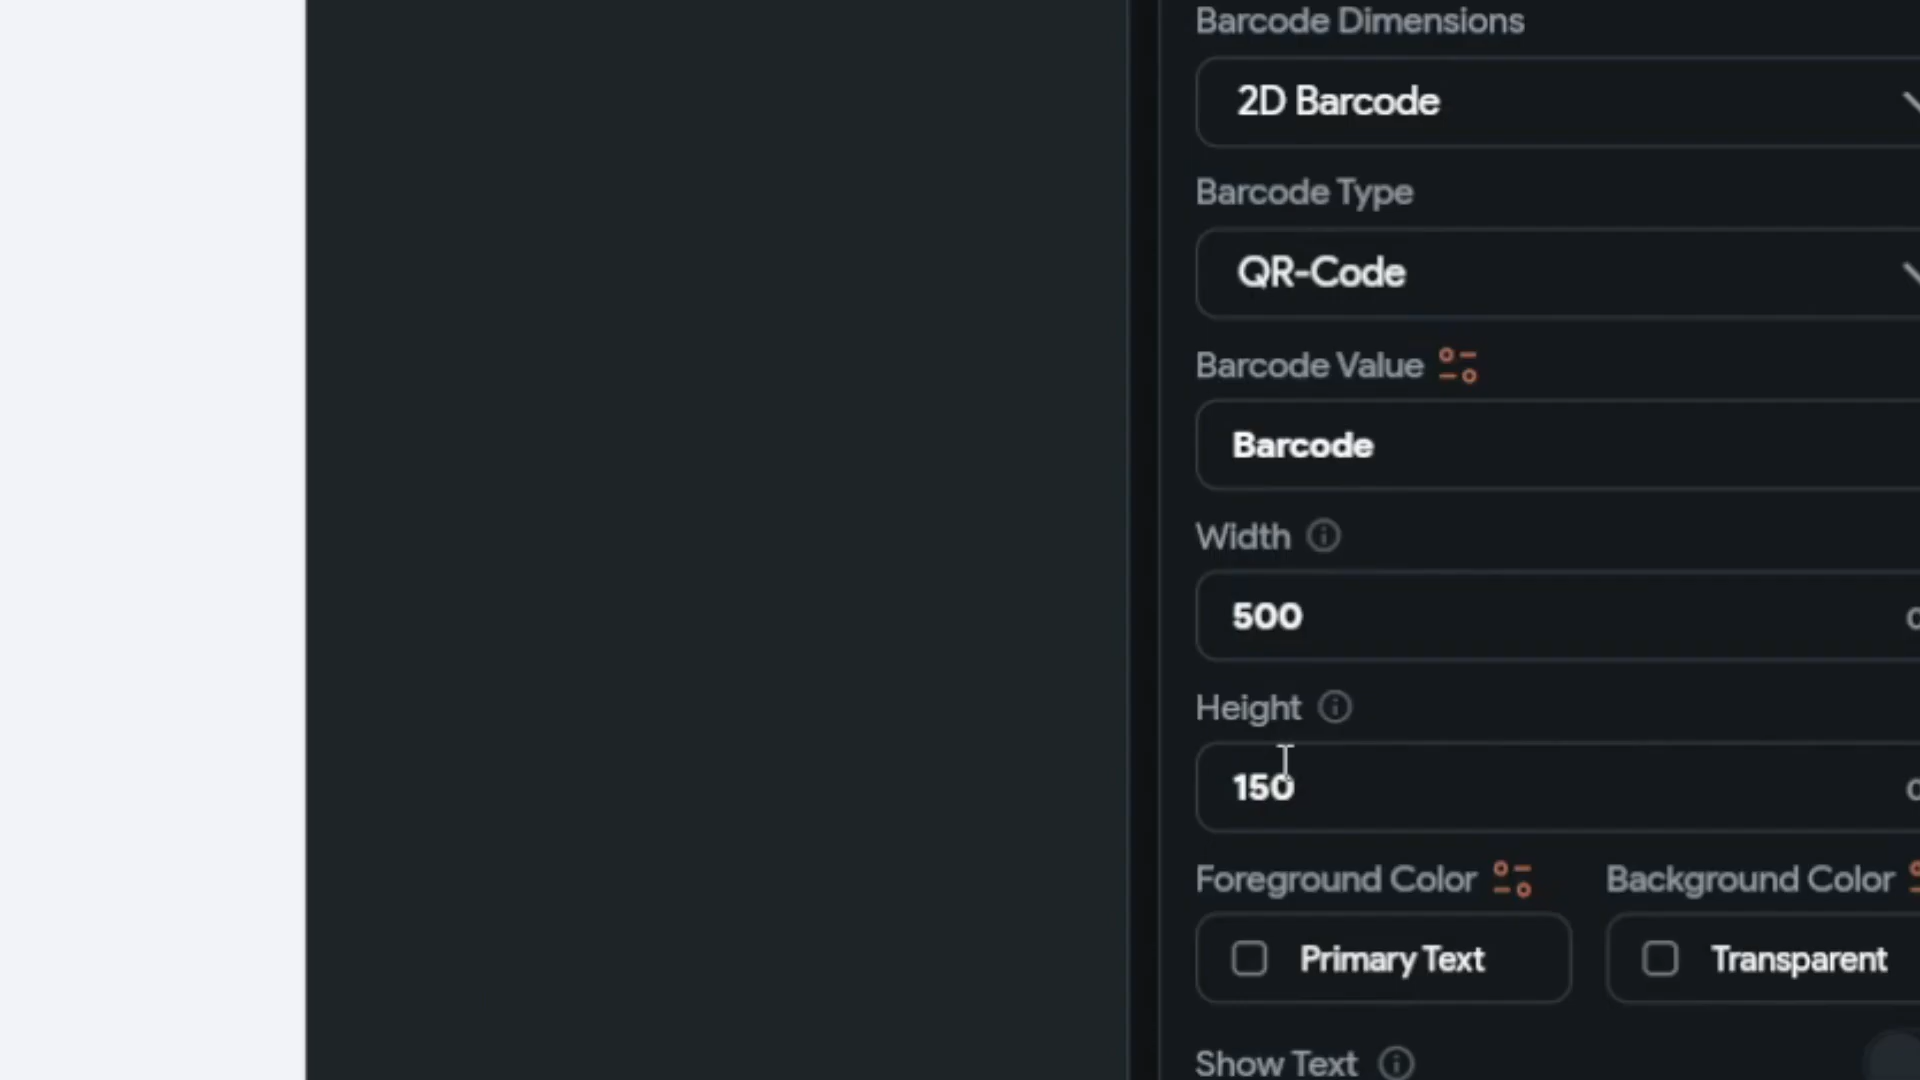 Barcode Dimensions
2D Barcode
Barcode Type
QR-Code
Barcode Value
Barcode
Width
500
Height
150
Foreground Color Background Color
Primary Text Transparent
Show Text